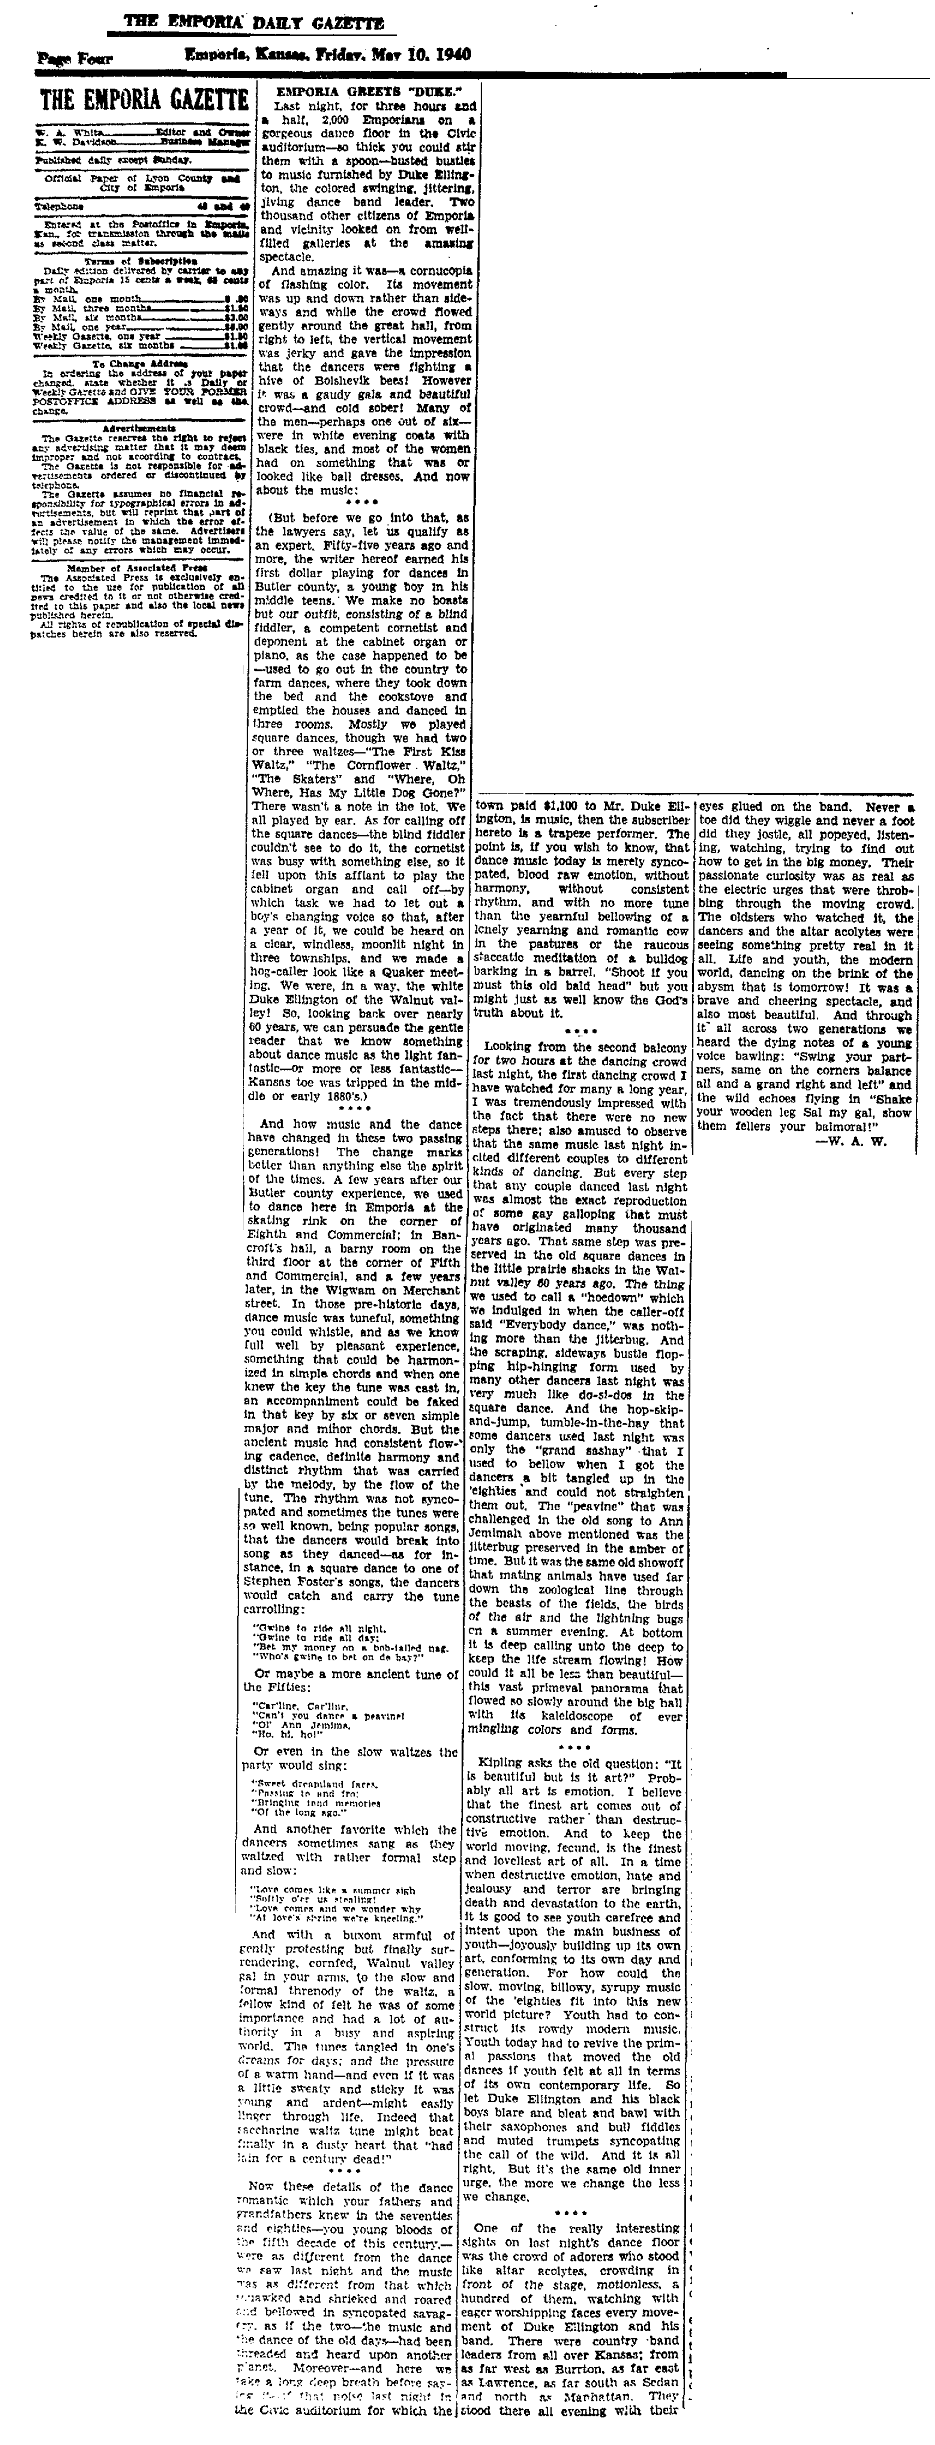 THE EMPORIA DAILY GAZETTE
Page Four
Emporia, Kansas, Friday, May 10, 1940
THE EMPORIA GAZETTE
W. A. White Editor and Owner
E. W. Davidson Business Manager
Published daily except Sunday.
Official Paper of Lyon County and
City of Emporia
Telephone and
Entered at the Postoffice in Emporia,
Kan., for transmission through the mails
as second class matter.
Terms of Subscription
Daily edition delivered by carrier to any
part of Emporia 15 cents a week, 65 cents
a month.
By Mail, one month
By Mail, three months
By Mail, six months
By Mail, one year
Weekly Gazette, one year
Weekly Gazette, six months
To Change Address
In ordering the address of your paper
changed, state whether it is Daily or
Weekly Gazette and GIVE YOUR FORMER
POSTOFFICE ADDRESS as well as the
change.
Advertisements
The Gazette reserves the right to reject
any advertising matter that it may deem
improper and not according to contract.
The Gazette is not responsible for ad-
vertisements ordered or discontinued by
telephone.
The Gazette assumes no financial re-
sponsibility for typographical errors in ad-
vertisements, but will reprint that part of
an advertisement in which the error ef-
fects the value of the same. Advertisers
will please notify the management immed-
iately of any errors which may occur.
Member of Associated Press
The Associated Press is exclusively en-
titled to the use for publication of all
news credited to it or not otherwise cred-
ited to this paper and also the local news
published herein.
All rights of republication of special dis-
patches herein are also reserved.
EMPORIA GREETS "DUKE."
Last night, for three hours and
a half, 2,000 Emporians on a
gorgeous dance floor in the Civic
auditorium—so thick you could stir
them with a spoon—busted bustles
to music furnished by Duke Elling-
ton, the colored swinging, jittering,
jiving dance band leader. Two
thousand other citizens of Emporia
and vicinity looked on from well-
filled galleries at the amazing
spectacle.
And amazing it was—a cornucopia
of flashing color. Its movement
was up and down rather than side-
ways and while the crowd flowed
gently around the great hall, from
right to left, the vertical movement
was jerky and gave the impression
that the dancers were fighting a
hive of Bolshevik bees! However
it was a gaudy gala and beautiful
crowd—and cold sober! Many of
the men—perhaps one out of six—
were in white evening coats with
black ties, and most of the women
had on something that was or
looked like ball dresses. And now
about the music:
* * * *
(But before we go into that, as
the lawyers say, let us qualify as
an expert. Fifty-five years ago and
more, the writer hereof earned his
first dollar playing for dances in
Butler county, a young boy in his
middle teens. We make no boasts
but our outfit, consisting of a blind
fiddler, a competent cornetist and
deponent at the cabinet organ or
piano, as the case happened to be
—used to go out in the country to
farm dances, where they took down
the bed and the cookstove and
emptied the houses and danced in
three rooms. Mostly we played
square dances, though we had two
or three waltzes—"The First Kiss
Waltz," "The Cornflower Waltz,"
"The Skaters" and "Where, Oh
Where, Has My Little Dog Gone?"
There wasn't a note in the lot. We
all played by ear. As for calling off
the square dances—the blind fiddler
couldn't see to do it, the cornetist
was busy with something else, so it
fell upon this affiant to play the
cabinet organ and call off—by
which task we had to let out a
boy's changing voice so that, after
a year of it, we could be heard on
a clear, windless, moonlit night in
three townships, and we made a
hog-caller look like a Quaker meet-
ing. We were, in a way, the white
Duke Ellington of the Walnut val-
ley! So, looking back over nearly
60 years, we can persuade the gentle
reader that we know something
about dance music as the light fan-
tastic—or more or less fantastic—
Kansas toe was tripped in the mid-
dle or early 1880's.)
* * * *
And how music and the dance
have changed in these two passing
generations! The change marks
better than anything else the spirit
of the times. A few years after our
Butler county experience, we used
to dance here in Emporia at the
skating rink on the corner of
Eighth and Commercial; in Ban-
croft's hall, a barny room on the
third floor at the corner of Fifth
and Commercial, and a few years
later, in the Wigwam on Merchant
street. In those pre-historic days,
dance music was tuneful, something
you could whistle, and as we know
full well by pleasant experience,
something that could be harmon-
ized in simple chords and when one
knew the key the tune was cast in,
an accompaniment could be faked
in that key by six or seven simple
major and minor chords. But the
ancient music had consistent flow-
ing cadence, definite harmony and
distinct rhythm that was carried
by the melody, by the flow of the
tune. The rhythm was not synco-
pated and sometimes the tunes were
so well known, being popular songs,
that the dancers would break into
song as they danced—as for in-
stance, in a square dance to one of
Stephen Foster's songs, the dancers
would catch and carry the tune
carrolling:
"Gwine to ride all night,
"Gwine to ride all day;
"Bet my money on a bob-tailed nag.
"Who's gwine to bet on de bay?"
Or maybe a more ancient tune of
the Fifties:
"Car'line, Car'line,
"Can't you dance a peavine!
"Ol' Ann Jemima,
"Ho, hi, ho!"
Or even in the slow waltzes the
party would sing:
"Sweet dreamland faces,
"Passing to and fro;
"Bringing fond memories
"Of the long ago."
And another favorite which the
dancers sometimes sang as they
waltzed with rather formal step
and slow:
"Love comes like a summer sigh
"Softly o'er us stealing!
"Love comes and we wonder why
"At love's shrine we're kneeling."
And with a buxom armful of
gently protesting but finally sur-
rendering, cornfed, Walnut valley
gal in your arms, to the slow and
formal threnody of the waltz, a
fellow kind of felt he was of some
importance and had a lot of au-
thority in a busy and aspiring
world. The tunes tangled in one's
dreams for days; and the pressure
of a warm hand—and even if it was
a little sweaty and sticky it was
young and ardent—might easily
linger through life. Indeed that
saccharine waltz tune might beat
finally in a dusty heart that "had
lain for a century dead!"
* * * *
Now these details of the dance
romantic which your fathers and
grandfathers knew in the seventies
and eighties—you young bloods of
the fifth decade of this century,—
were as different from the dance
we saw last night and the music
was as different from that which
squawked and shrieked and roared
and bellowed in syncopated savag-
ry, as if the two—the music and
the dance of the old days—had been
threaded and heard upon another
planet. Moreover—and here we
take a long deep breath before say-
ing it—if that noise last night in
the Civic auditorium for which the
town paid $1,100 to Mr. Duke Ell-
ington, is music, then the subscriber
hereto is a trapeze performer. The
point is, if you wish to know, that
dance music today is merely synco-
pated, blood raw emotion, without
harmony, without consistent
rhythm, and with no more tune
than the yearnful bellowing of a
lonely yearning and romantic cow
in the pastures or the raucous
staccatic meditation of a bulldog
barking in a barrel. "Shoot if you
must this old bald head" but you
might just as well know the God's
truth about it.
* * * *
Looking from the second balcony
for two hours at the dancing crowd
last night, the first dancing crowd I
have watched for many a long year,
I was tremendously impressed with
the fact that there were no new
steps there; also amused to observe
that the same music last night in-
cited different couples to different
kinds of dancing. But every step
that any couple danced last night
was almost the exact reproduction
of some gay galloping that must
have originated many thousand
years ago. That same step was pre-
served in the old square dances in
the little prairie shacks in the Wal-
nut valley 60 years ago. The thing
we used to call a "hoedown" which
we indulged in when the caller-off
said "Everybody dance," was noth-
ing more than the jitterbug. And
the scraping, sideways bustle flop-
ping hip-hinging form used by
many other dancers last night was
very much like do-si-dos in the
square dance. And the hop-skip-
and-jump, tumble-in-the-hay that
some dancers used last night was
only the "grand sashay" that I
used to bellow when I got the
dancers a bit tangled up in the
'eighties and could not straighten
them out. The "peavine" that was
challenged in the old song to Ann
Jemimah above mentioned was the
jitterbug preserved in the amber of
time. But it was the same old showoff
that mating animals have used far
down the zoological line through
the beasts of the fields, the birds
of the air and the lightning bugs
on a summer evening. At bottom
it is deep calling unto the deep to
keep the life stream flowing! How
could it all be less than beautiful—
this vast primeval panorama that
flowed so slowly around the big hall
with its kaleidoscope of ever
mingling colors and forms.
* * * *
Kipling asks the old question: "It
is beautiful but is it art?" Prob-
ably all art is emotion. I believe
that the finest art comes out of
constructive rather than destruc-
tive emotion. And to keep the
world moving, fecund, is the finest
and loveliest art of all. In a time
when destructive emotion, hate and
jealousy and terror are bringing
death and devastation to the earth,
it is good to see youth carefree and
intent upon the main business of
youth—joyously building up its own
art, conforming to its own day and
generation. For how could the
slow, moving, billowy, syrupy music
of the 'eighties fit into this new
world picture? Youth had to con-
struct its rowdy modern music.
Youth today had to revive the prim-
al passions that moved the old
dances if youth felt at all in terms
of its own contemporary life. So
let Duke Ellington and his black
boys blare and bleat and bawl with
their saxophones and bull fiddles
and muted trumpets syncopating
the call of the wild. And it is all
right. But it's the same old inner
urge, the more we change the less
we change.
* * * *
One of the really interesting
sights on last night's dance floor
was the crowd of adorers who stood
like altar acolytes, crowding in
front of the stage, motionless, a
hundred of them, watching with
eager worshipping faces every move-
ment of Duke Ellington and his
band. There were country band
leaders from all over Kansas; from
as far west as Burrton, as far east
as Lawrence, as far south as Sedan
and north as Manhattan. They
stood there all evening with their
eyes glued on the band. Never a
toe did they wiggle and never a foot
did they jostle, all popeyed, listen-
ing, watching, trying to find out
how to get in the big money. Their
passionate curiosity was as real as
the electric urges that were throb-
bing through the moving crowd.
The oldsters who watched it, the
dancers and the altar acolytes were
seeing something pretty real in it
all. Life and youth, the modern
world, dancing on the brink of the
abysm that is tomorrow! It was a
brave and cheering spectacle, and
also most beautiful. And through
it all across two generations we
heard the dying notes of a young
voice bawling: "Swing your part-
ners, same on the corners balance
all and a grand right and left" and
the wild echoes flying in "Shake
your wooden leg Sal my gal, show
them fellers your balmoral!"
—W. A. W.